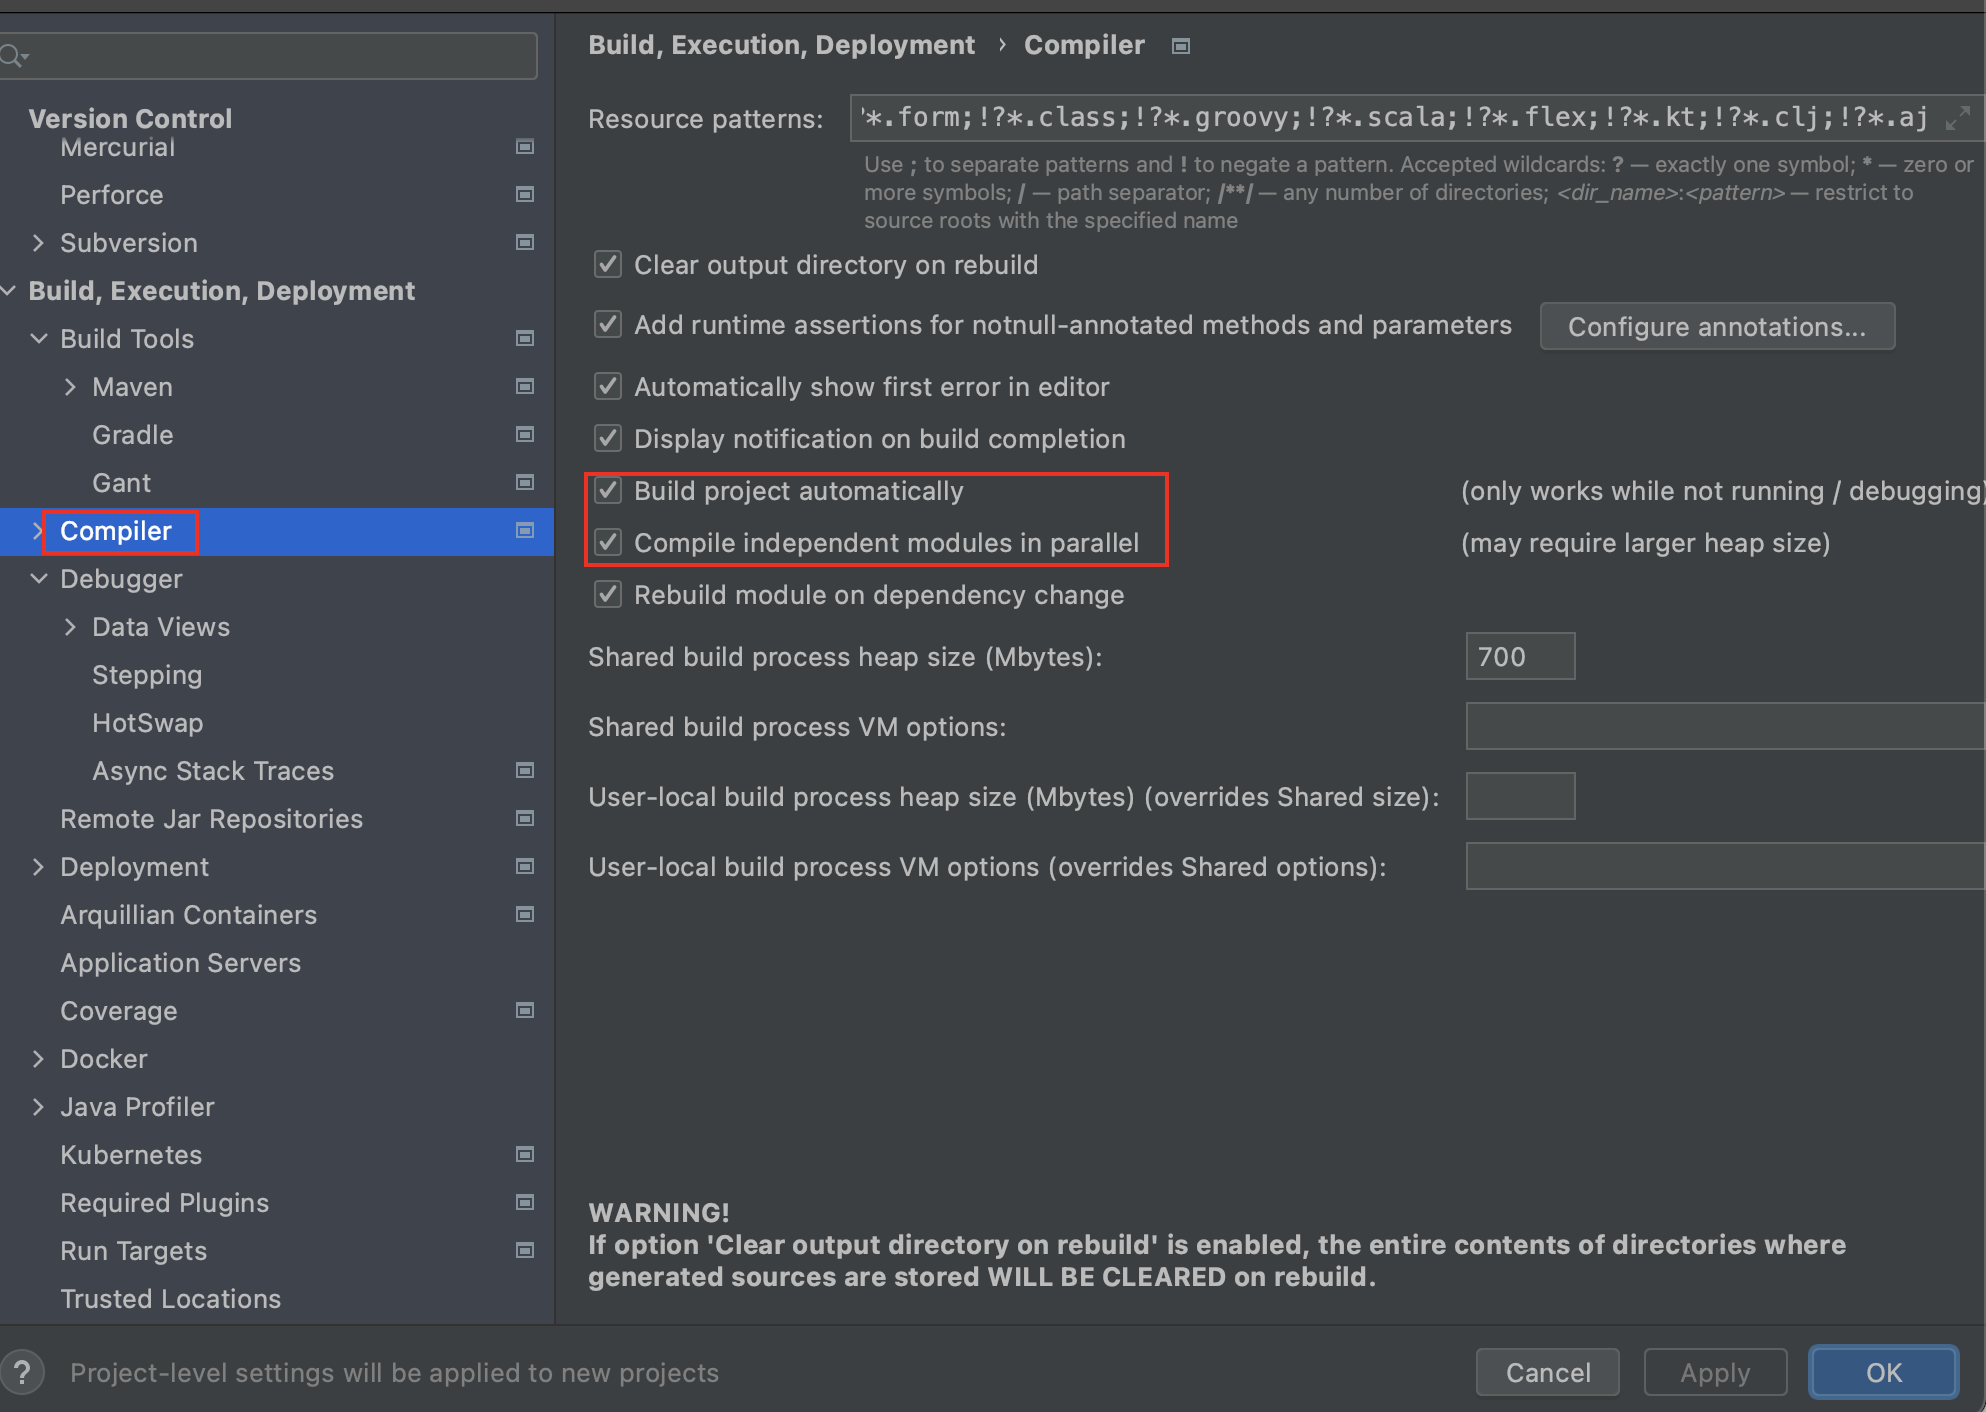 Version Control
Mercurial
Perforce
Subversion
Build, Execution, Deployment
Build Tools
Maven
Gradle
Gant
Compiler
Debugger
Data Views
Stepping
HotSwap
Async Stack Traces
Remote Jar Repositories
Deployment
Arquillian Containers
Application Servers
Coverage
Docker
Java Profiler
Kubernetes
Required Plugins
Run Targets
Trusted Locations
Build, Execution, Deployment › Compiler
Resource patterns: ?*.form;!?*.class;!?*.groovy;!?*.scala;!?*.flex;!?*.kt;!?*.clj;!?*.aj
Use ; to separate patterns and ! to negate a pattern. Accepted wildcards: ? — exactly one symbol; * — zero or
more symbols; / — path separator; /**/ — any number of directories; <dir_name>:<pattern> — restrict to
source roots with the specified name
Clear output directory on rebuild
Add runtime assertions for notnull-annotated methods and parameters Configure annotations...
Automatically show first error in editor
Display notification on build completion
Build project automatically (only works while not running / debugging)
Compile independent modules in parallel (may require larger heap size)
Rebuild module on dependency change
Shared build process heap size (Mbytes): 700
Shared build process VM options:
User-local build process heap size (Mbytes) (overrides Shared size):
User-local build process VM options (overrides Shared options):
WARNING!
If option 'Clear output directory on rebuild' is enabled, the entire contents of directories where
generated sources are stored WILL BE CLEARED on rebuild.
? Project-level settings will be applied to new projects
Cancel Apply OK